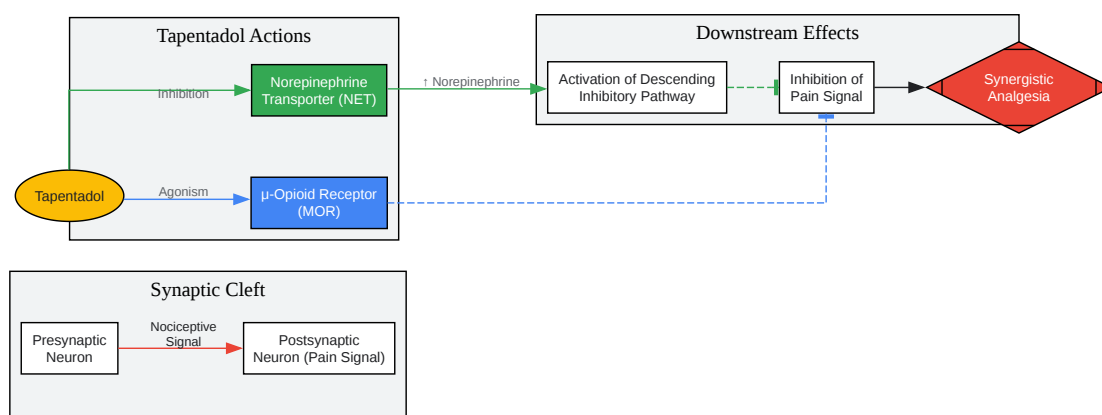 Tapentadol Actions
Downstream Effects
Norepinephrine
Transporter (NET)
Inhibition
↑ Norepinephrine
Activation of Descending
Inhibitory Pathway
Inhibition of
Pain Signal
Synergistic
Analgesia
Tapentadol
Agonism
μ-Opioid Receptor
(MOR)
Synaptic Cleft
Presynaptic
Neuron
Nociceptive
Signal
Postsynaptic
Neuron (Pain Signal)